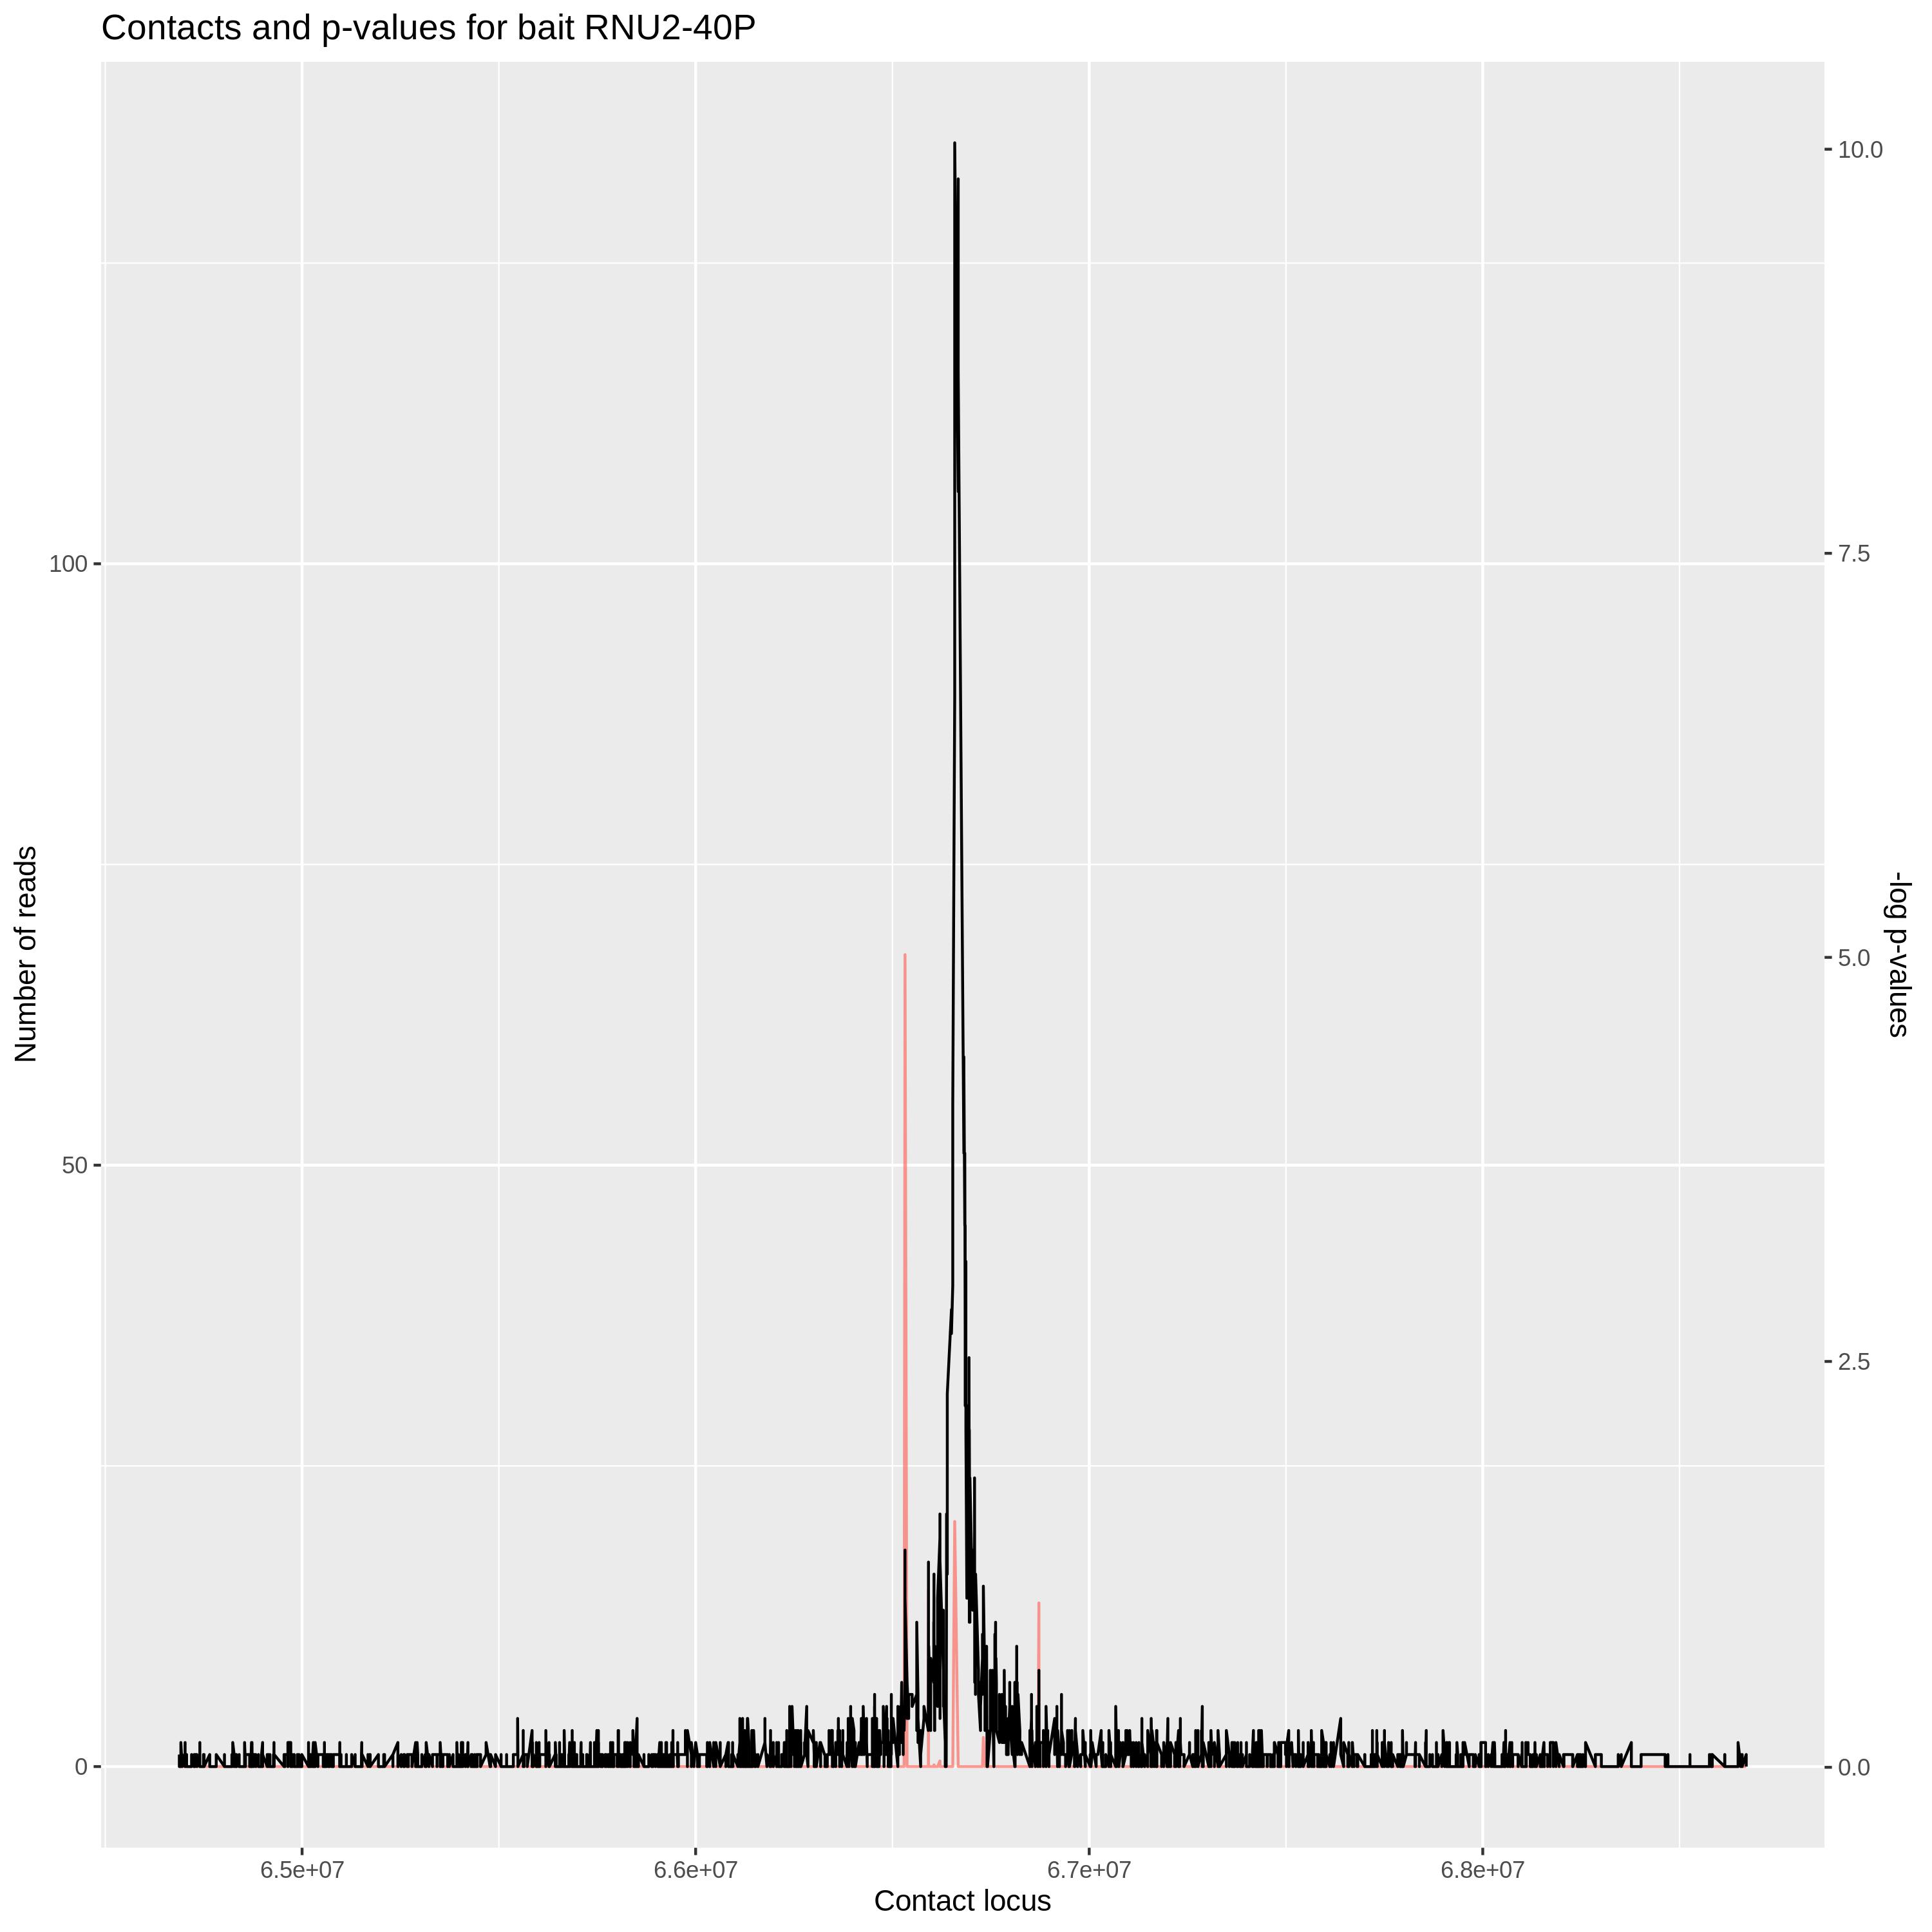 Contacts and p-values for bait RNU2-40P
Number of reads
100
50
0
10.0
7.5
5.0
2.5
0.0
-log p-values
6.5e+07
6.6e+07
6.7e+07
6.8e+07
Contact locus